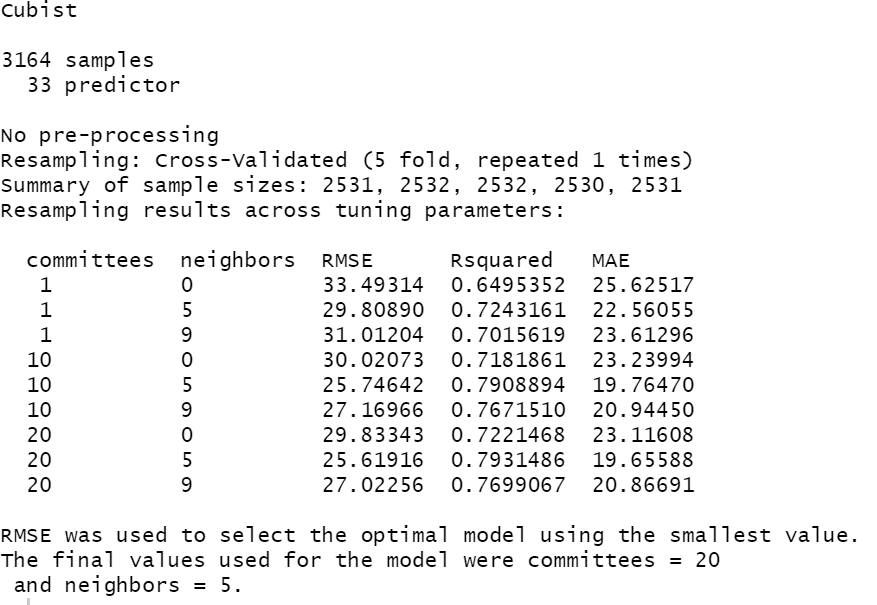 Cubist
3164 samples
33 predictor
No pre-processing
Resampling: Cross-Validated (5 fold, repeated 1 times)
Summary of sample sizes: 2531, 2532, 2532, 2530, 2531
Resampling results across tuning parameters:
committees neighbors RMSE Rsquared MAE
1 0 33.49314 0.6495352 25.62517
1 5 29.80890 0.7243161 22.56055
1 9 31.01204 0.7015619 23.61296
10 0 30.02073 0.7181861 23.23994
10 5 25.74642 0.7908894 19.76470
10 9 27.16966 0.7671510 20.94450
20 0 29.83343 0.7221468 23.11608
20 5 25.61916 0.7931486 19.65588
20 9 27.02256 0.7699067 20.86691
RMSE was used to select the optimal model using the smallest value.
The final values used for the model were committees = 20
and neighbors = 5.